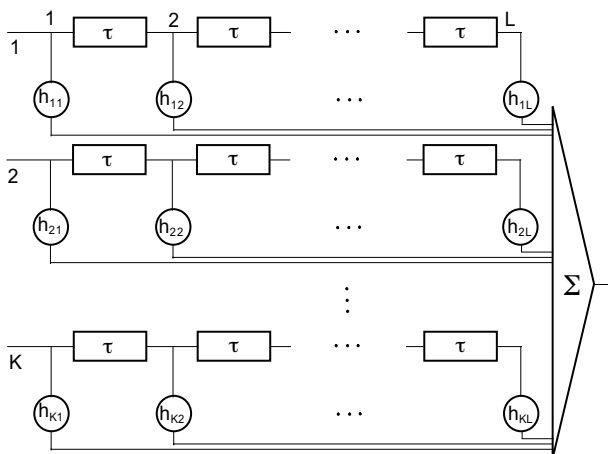 1 2 L
1 τ τ ··· τ
h11 h12 ··· h1L
τ τ ··· τ
2
h21 h22 ··· h2L
Σ
⋮
τ τ ··· τ
K
hK1 hK2 ··· hKL